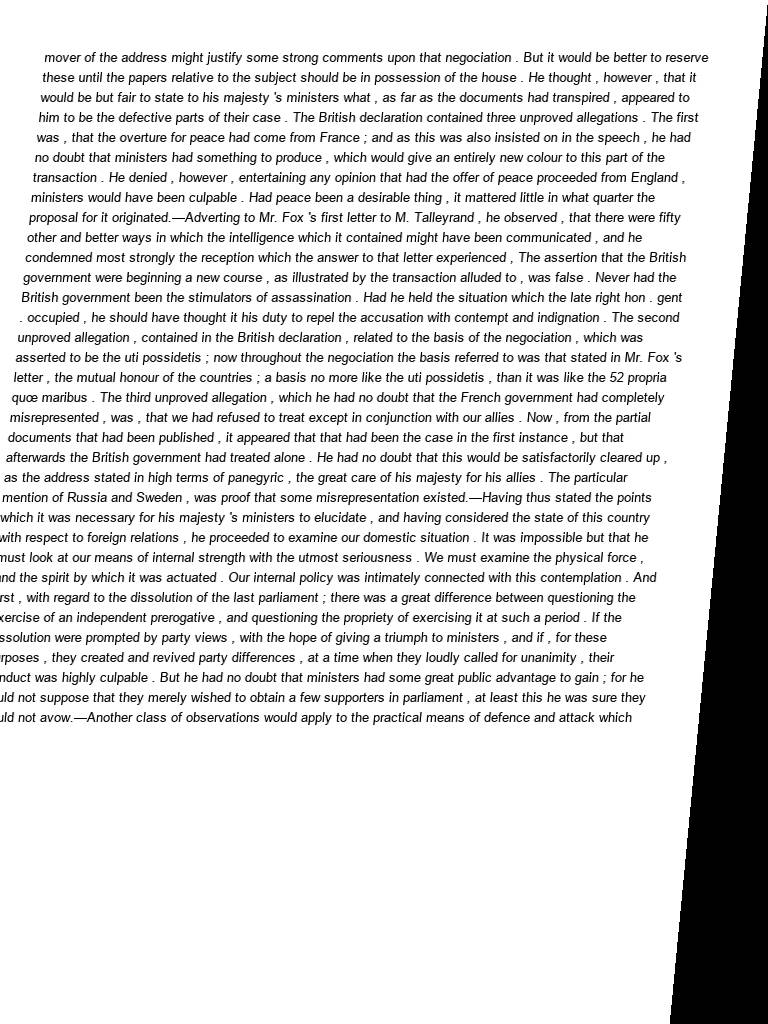 mover of the address might justify some strong comments upon that negociation . But it would be better to reserve
these until the papers relative to the subject should be in possession of the house . He thought , however , that it
would be but fair to state to his majesty 's ministers what , as far as the documents had transpired , appeared to
him to be the defective parts of their case . The British declaration contained three unproved allegations . The first
was , that the overture for peace had come from France ; and as this was also insisted on in the speech , he had
no doubt that ministers had something to produce , which would give an entirely new colour to this part of the
transaction . He denied , however , entertaining any opinion that had the offer of peace proceeded from England ,
ministers would have been culpable . Had peace been a desirable thing , it mattered little in what quarter the
proposal for it originated.—Adverting to Mr. Fox 's first letter to M. Talleyrand , he observed , that there were fifty
other and better ways in which the intelligence which it contained might have been communicated , and he
condemned most strongly the reception which the answer to that letter experienced , The assertion that the British
government were beginning a new course , as illustrated by the transaction alluded to , was false . Never had the
British government been the stimulators of assassination . Had he held the situation which the late right hon . gent
. occupied , he should have thought it his duty to repel the accusation with contempt and indignation . The second
unproved allegation , contained in the British declaration , related to the basis of the negociation , which was
asserted to be the uti possidetis ; now throughout the negociation the basis referred to was that stated in Mr. Fox 's
letter , the mutual honour of the countries ; a basis no more like the uti possidetis , than it was like the 52 propria
quœ maribus . The third unproved allegation , which he had no doubt that the French government had completely
misrepresented , was , that we had refused to treat except in conjunction with our allies . Now , from the partial
documents that had been published , it appeared that that had been the case in the first instance , but that
afterwards the British government had treated alone . He had no doubt that this would be satisfactorily cleared up ,
as the address stated in high terms of panegyric , the great care of his majesty for his allies . The particular
mention of Russia and Sweden , was proof that some misrepresentation existed.—Having thus stated the points
which it was necessary for his majesty 's ministers to elucidate , and having considered the state of this country
with respect to foreign relations , he proceeded to examine our domestic situation . It was impossible but that he
must look at our means of internal strength with the utmost seriousness . We must examine the physical force ,
and the spirit by which it was actuated . Our internal policy was intimately connected with this contemplation . And
, with regard to the dissolution of the last parliament ; there was a great difference between questioning the
of an independent prerogative , and questioning the propriety of exercising it at such a period . If the
were prompted by party views , with the hope of giving a triumph to ministers , and if , for these
, they created and revived party differences , at a time when they loudly called for unanimity , their
was highly culpable . But he had no doubt that ministers had some great public advantage to gain ; for he
not suppose that they merely wished to obtain a few supporters in parliament , at least this he was sure they
not avow.—Another class of observations would apply to the practical means of defence and attack which